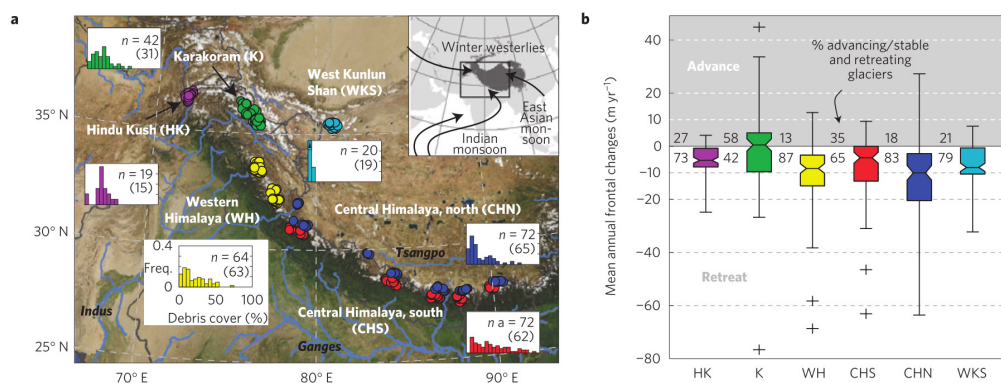 a
n = 42
(31)
Karakoram (K)
West Kunlun
Shan (WKS)
Hindu Kush (HK)
n = 19
(15)
n = 20
(19)
Western
Himalaya (WH)
Central Himalaya, north (CHN)
Tsangpo
n = 72
(65)
0.4
Freq.
0
n = 64
(63)
0
50
100
Debris cover (%)
Indus
Central Himalaya, south
(CHS)
Ganges
n a = 72
(62)
35° N
30° N
25° N
70° E
80° E
90° E
Winter westerlies
East
Asian
mon-
soon
Indian
monsoon
b
Mean annual frontal changes (m yr⁻¹)
40
20
10
0
−10
−20
−40
−60
−80
Advance
% advancing/stable
and retreating
glaciers
27 58 13 35 18 21
73 42 87 65 83 79
Retreat
HK K WH CHS CHN WKS